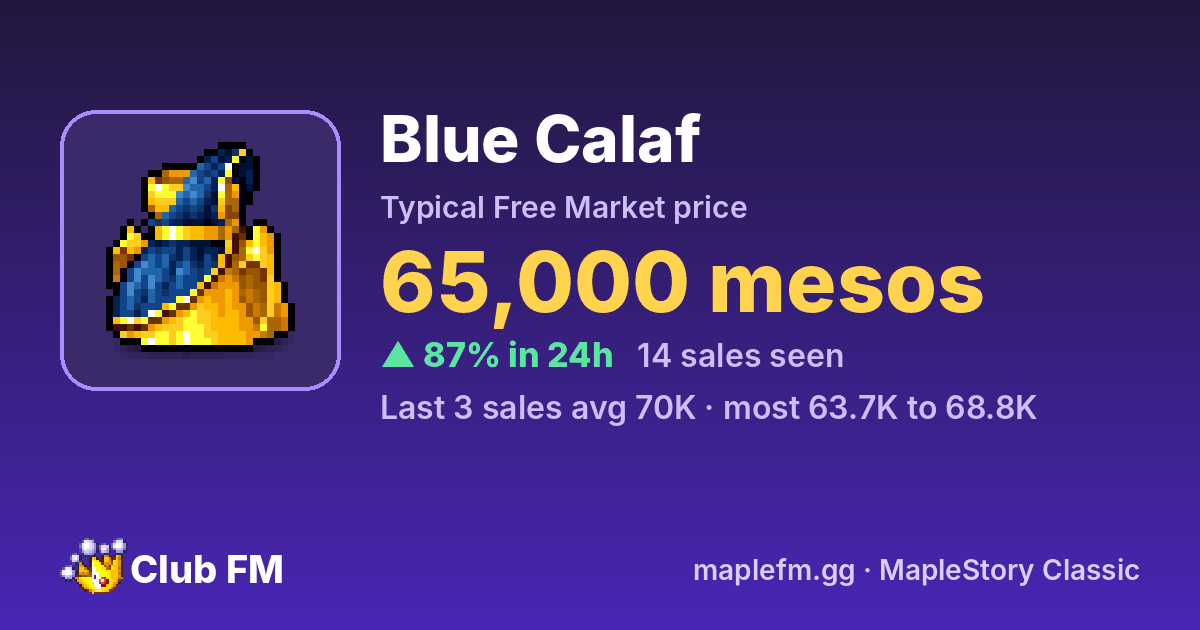 Blue Calaf
Typical Free Market price
65,000 mesos
▲ 87% in 24h 14 sales seen
Last 3 sales avg 70K · most 63.7K to 68.8K
Club FM
maplefm.gg · MapleStory Classic